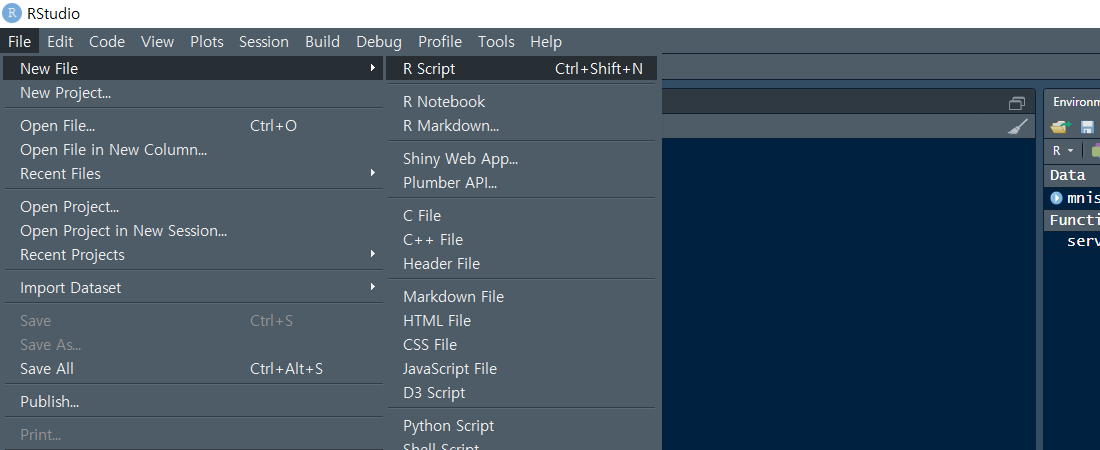 RStudio
File Edit Code View Plots Session Build Debug Profile Tools Help
New File
New Project...
Open File... Ctrl+O
Open File in New Column...
Recent Files
Open Project...
Open Project in New Session...
Recent Projects
Import Dataset
Save Ctrl+S
Save As...
Save All Ctrl+Alt+S
Publish...
Print...
R Script Ctrl+Shift+N
R Notebook
R Markdown...
Shiny Web App...
Plumber API...
C File
C++ File
Header File
Markdown File
HTML File
CSS File
JavaScript File
D3 Script
Python Script
Shell Script
Environm
R
Data
mnis
Functi
serv